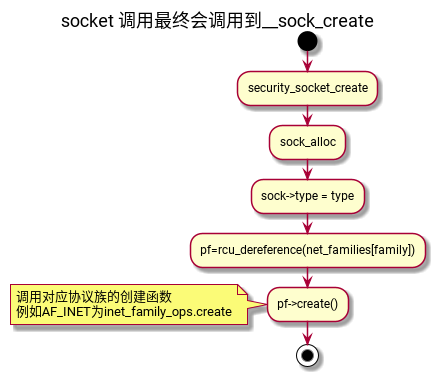 socket 调用最终会调用到__sock_create
security_socket_create
sock_alloc
sock->type = type
pf=rcu_dereference(net_families[family])
调用对应协议族的创建函数
例如AF_INET为inet_family_ops.create
pf->create()